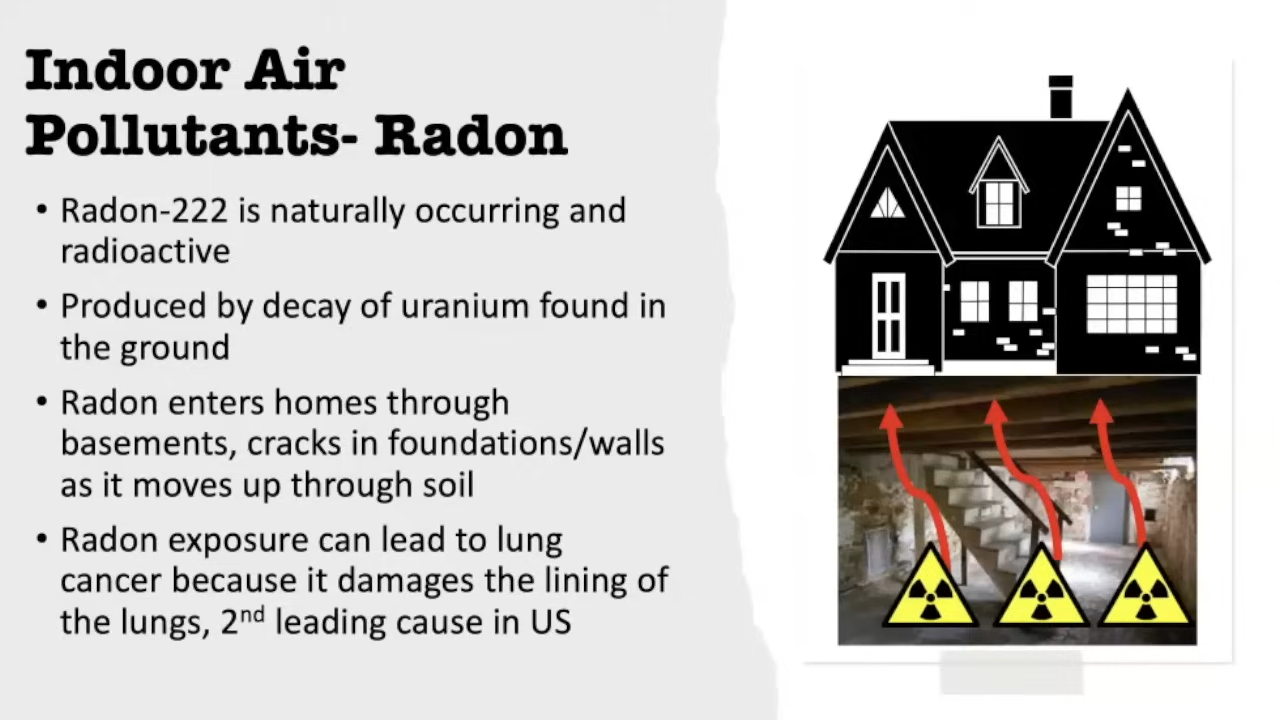 Indoor Air
Pollutants- Radon
• Radon-222 is naturally occurring and
radioactive
• Produced by decay of uranium found in
the ground
• Radon enters homes through
basements, cracks in foundations/walls
as it moves up through soil
• Radon exposure can lead to lung
cancer because it damages the lining of
the lungs, 2nd leading cause in US